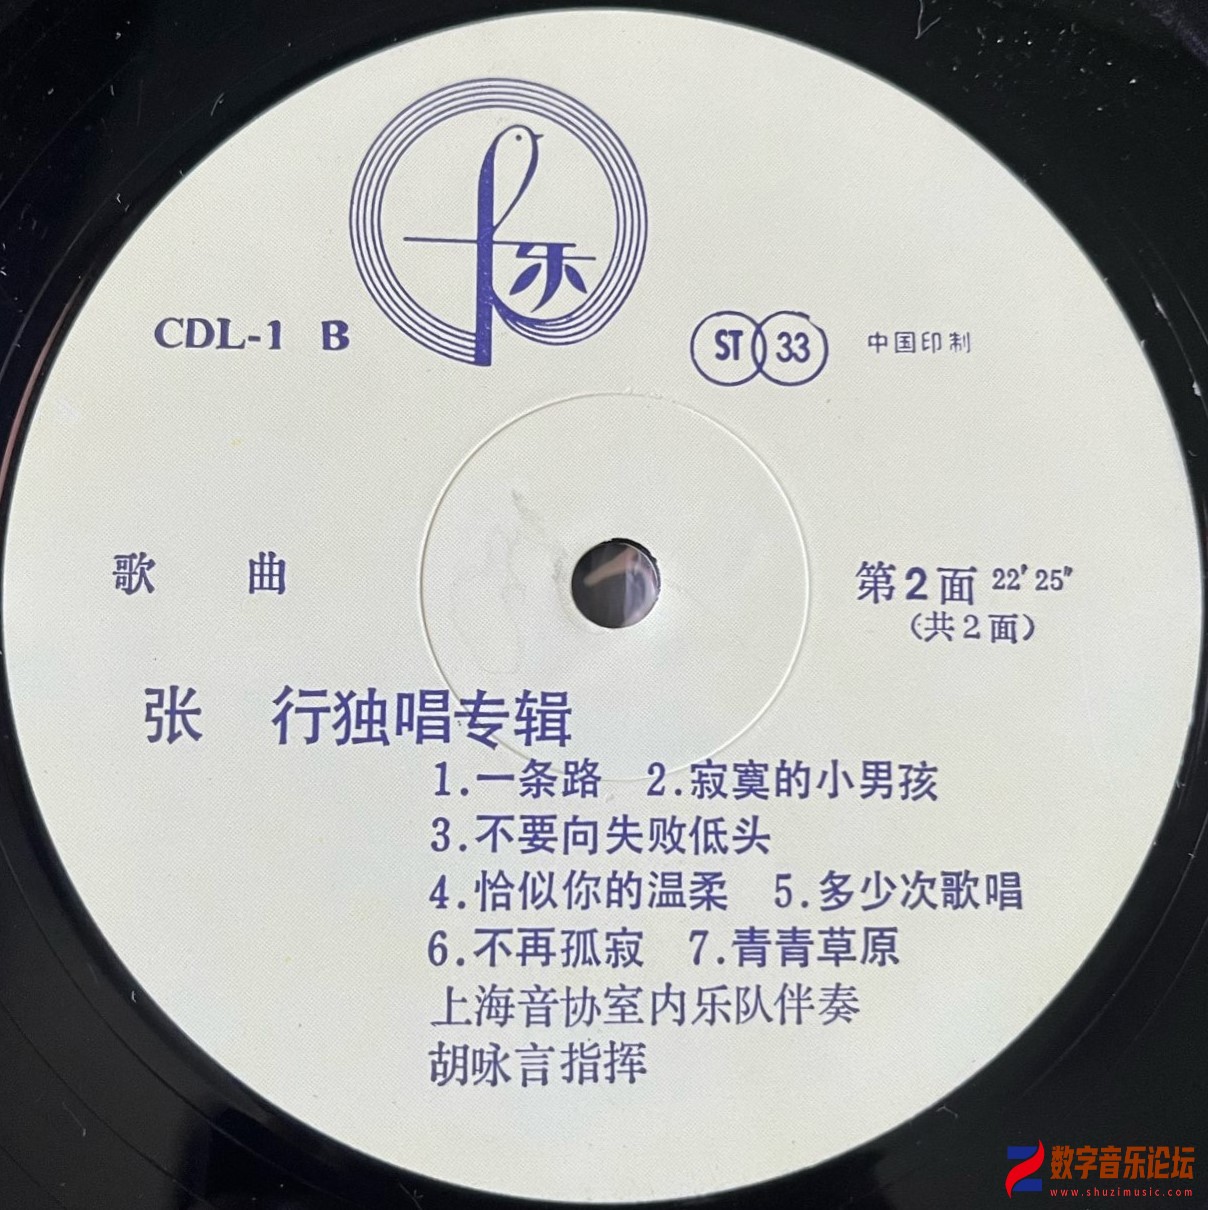 乐
CDL-1 B
ST 33 中国印制
歌 曲
第2面 22′25″
(共2面)
张 行独唱专辑
1.一条路 2.寂寞的小男孩
3.不要向失败低头
4.恰似你的温柔 5.多少次歌唱
6.不再孤寂 7.青青草原
上海音协室内乐队伴奏
胡咏言指挥
数字音乐论坛
www.shuzimusic.com